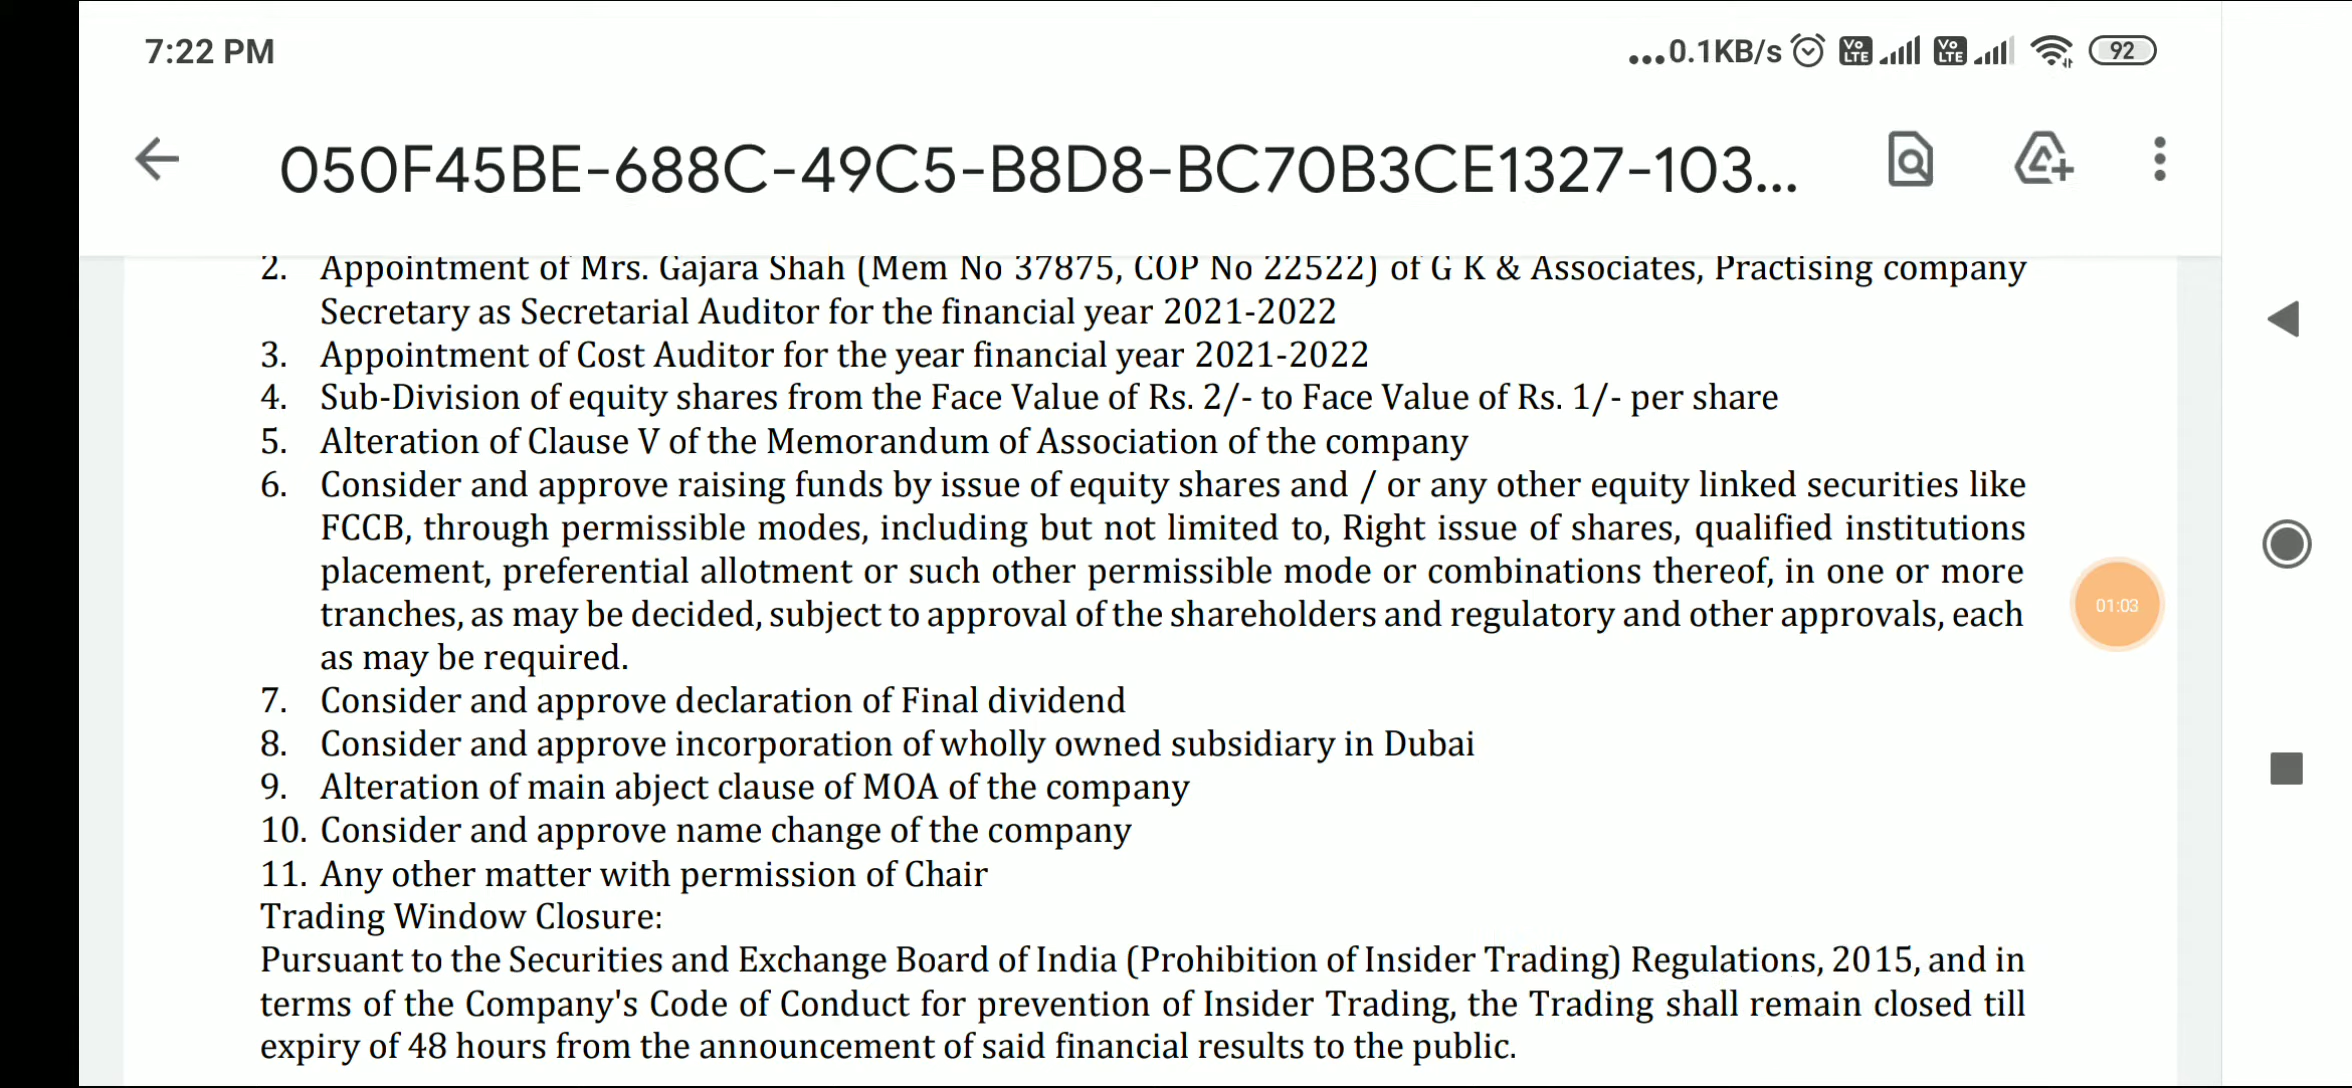 7:22 PM
...0.1KB/s Vo LTE Vo LTE 92
050F45BE-688C-49C5-B8D8-BC70B3CE1327-103...
2. Appointment of Mrs. Gajara Shah (Mem No 37875, COP No 22522) of G K & Associates, Practising company
Secretary as Secretarial Auditor for the financial year 2021-2022
3. Appointment of Cost Auditor for the year financial year 2021-2022
4. Sub-Division of equity shares from the Face Value of Rs. 2/- to Face Value of Rs. 1/- per share
5. Alteration of Clause V of the Memorandum of Association of the company
6. Consider and approve raising funds by issue of equity shares and / or any other equity linked securities like
FCCB, through permissible modes, including but not limited to, Right issue of shares, qualified institutions
placement, preferential allotment or such other permissible mode or combinations thereof, in one or more
tranches, as may be decided, subject to approval of the shareholders and regulatory and other approvals, each
as may be required.
01:03
7. Consider and approve declaration of Final dividend
8. Consider and approve incorporation of wholly owned subsidiary in Dubai
9. Alteration of main abject clause of MOA of the company
10. Consider and approve name change of the company
11. Any other matter with permission of Chair
Trading Window Closure:
Pursuant to the Securities and Exchange Board of India (Prohibition of Insider Trading) Regulations, 2015, and in
terms of the Company's Code of Conduct for prevention of Insider Trading, the Trading shall remain closed till
expiry of 48 hours from the announcement of said financial results to the public.